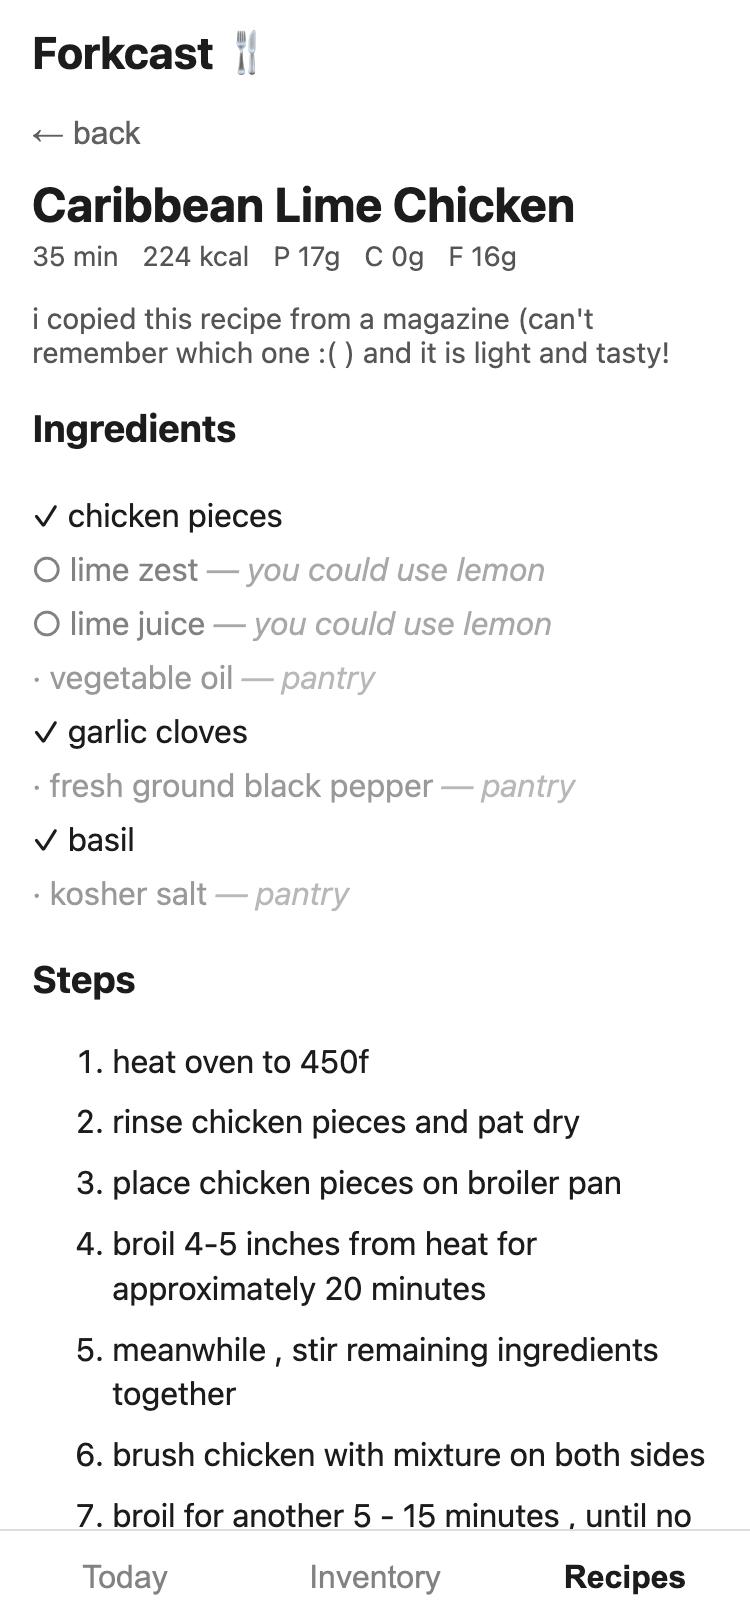 Forkcast 🍴
← back
Caribbean Lime Chicken
35 min 224 kcal P 17g C 0g F 16g
i copied this recipe from a magazine (can't
remember which one :( ) and it is light and tasty!
Ingredients
✓ chicken pieces
○ lime zest — you could use lemon
○ lime juice — you could use lemon
· vegetable oil — pantry
✓ garlic cloves
· fresh ground black pepper — pantry
✓ basil
· kosher salt — pantry
Steps
1. heat oven to 450f
2. rinse chicken pieces and pat dry
3. place chicken pieces on broiler pan
4. broil 4-5 inches from heat for
approximately 20 minutes
5. meanwhile , stir remaining ingredients
together
6. brush chicken with mixture on both sides
7. broil for another 5 - 15 minutes , until no
Today Inventory Recipes